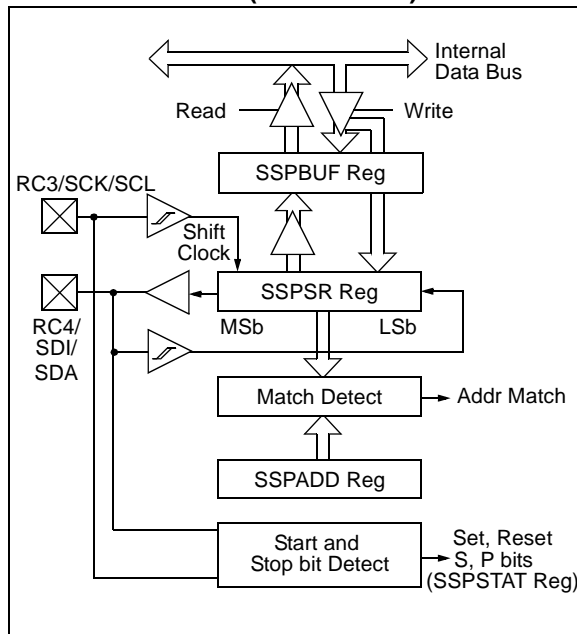 Internal
Data Bus
Read
Write
SSPBUF Reg
RC3/SCK/SCL
Shift
Clock
SSPSR Reg
MSb
LSb
RC4/
SDI/
SDA
Match Detect
Addr Match
SSPADD Reg
Start and
Stop bit Detect
Set, Reset
S, P bits
(SSPSTAT Reg)